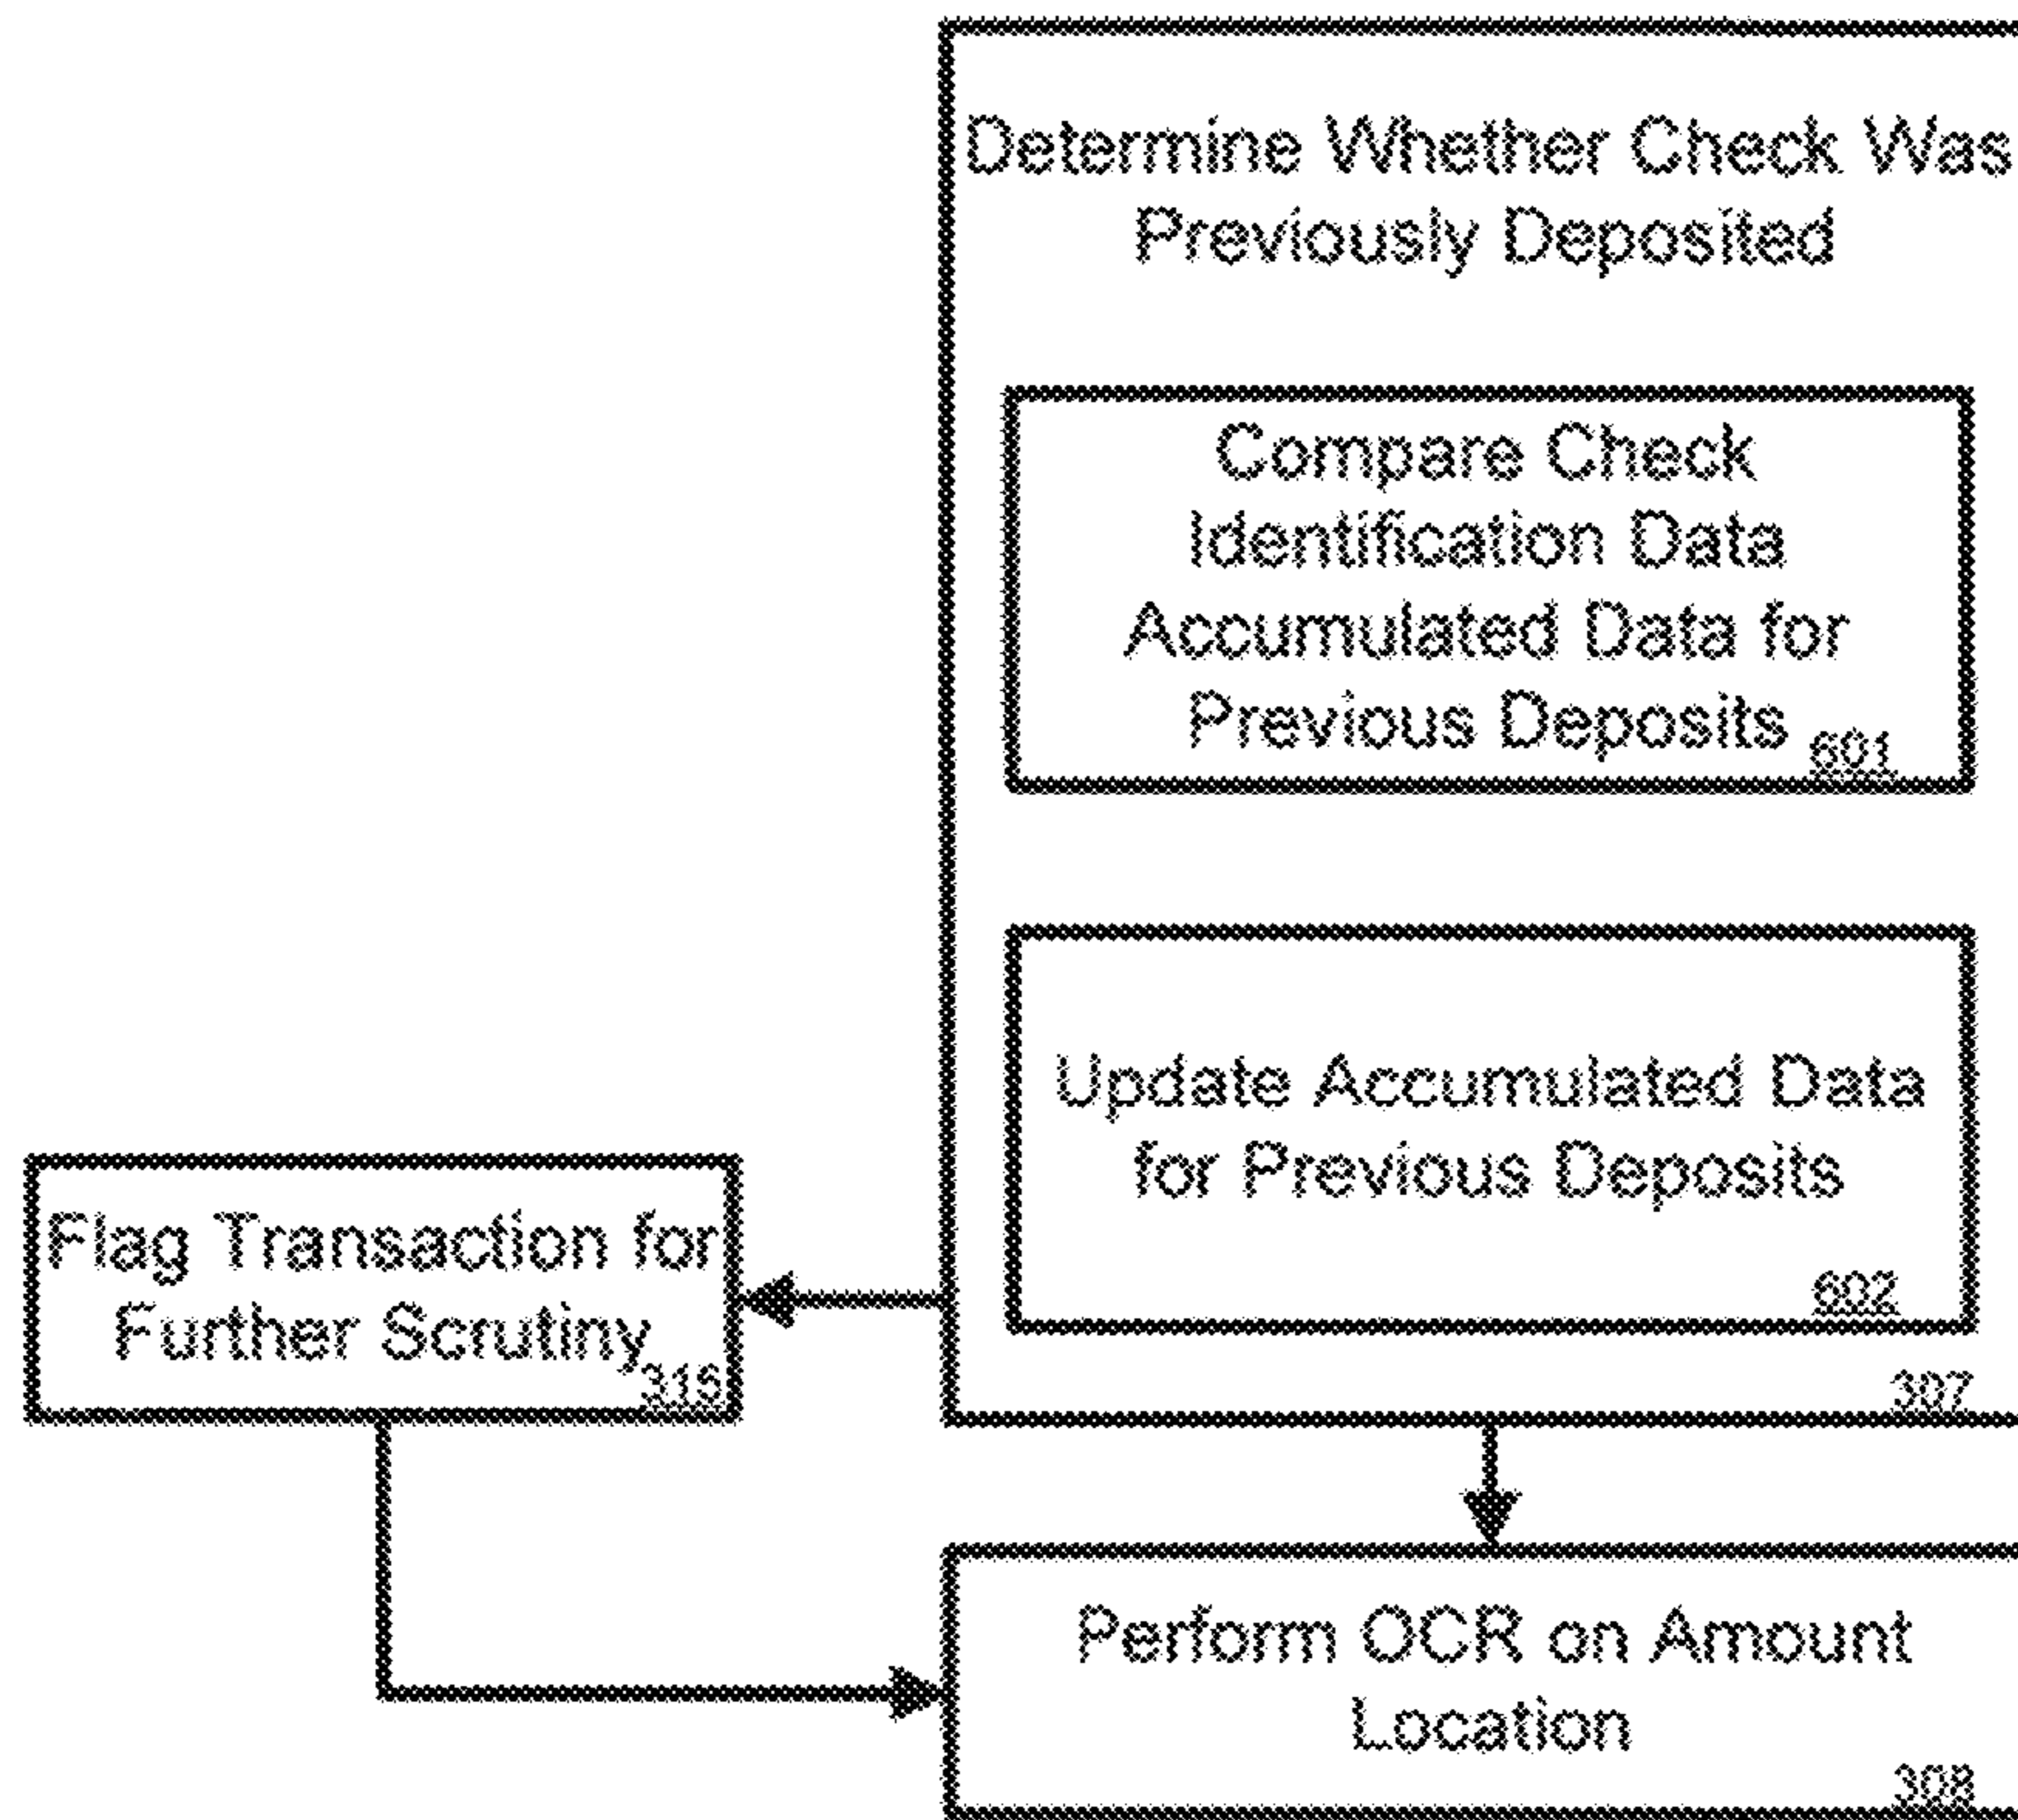 Determine Whether Check Was
Previously Deposited
Compare Check
Identification Data
Accumulated Data for
Previous Deposits
601
Update Accumulated Data
for Previous Deposits
602
307
Flag Transaction for
Further Scrutiny
Perform OCR on Amount
Location
308